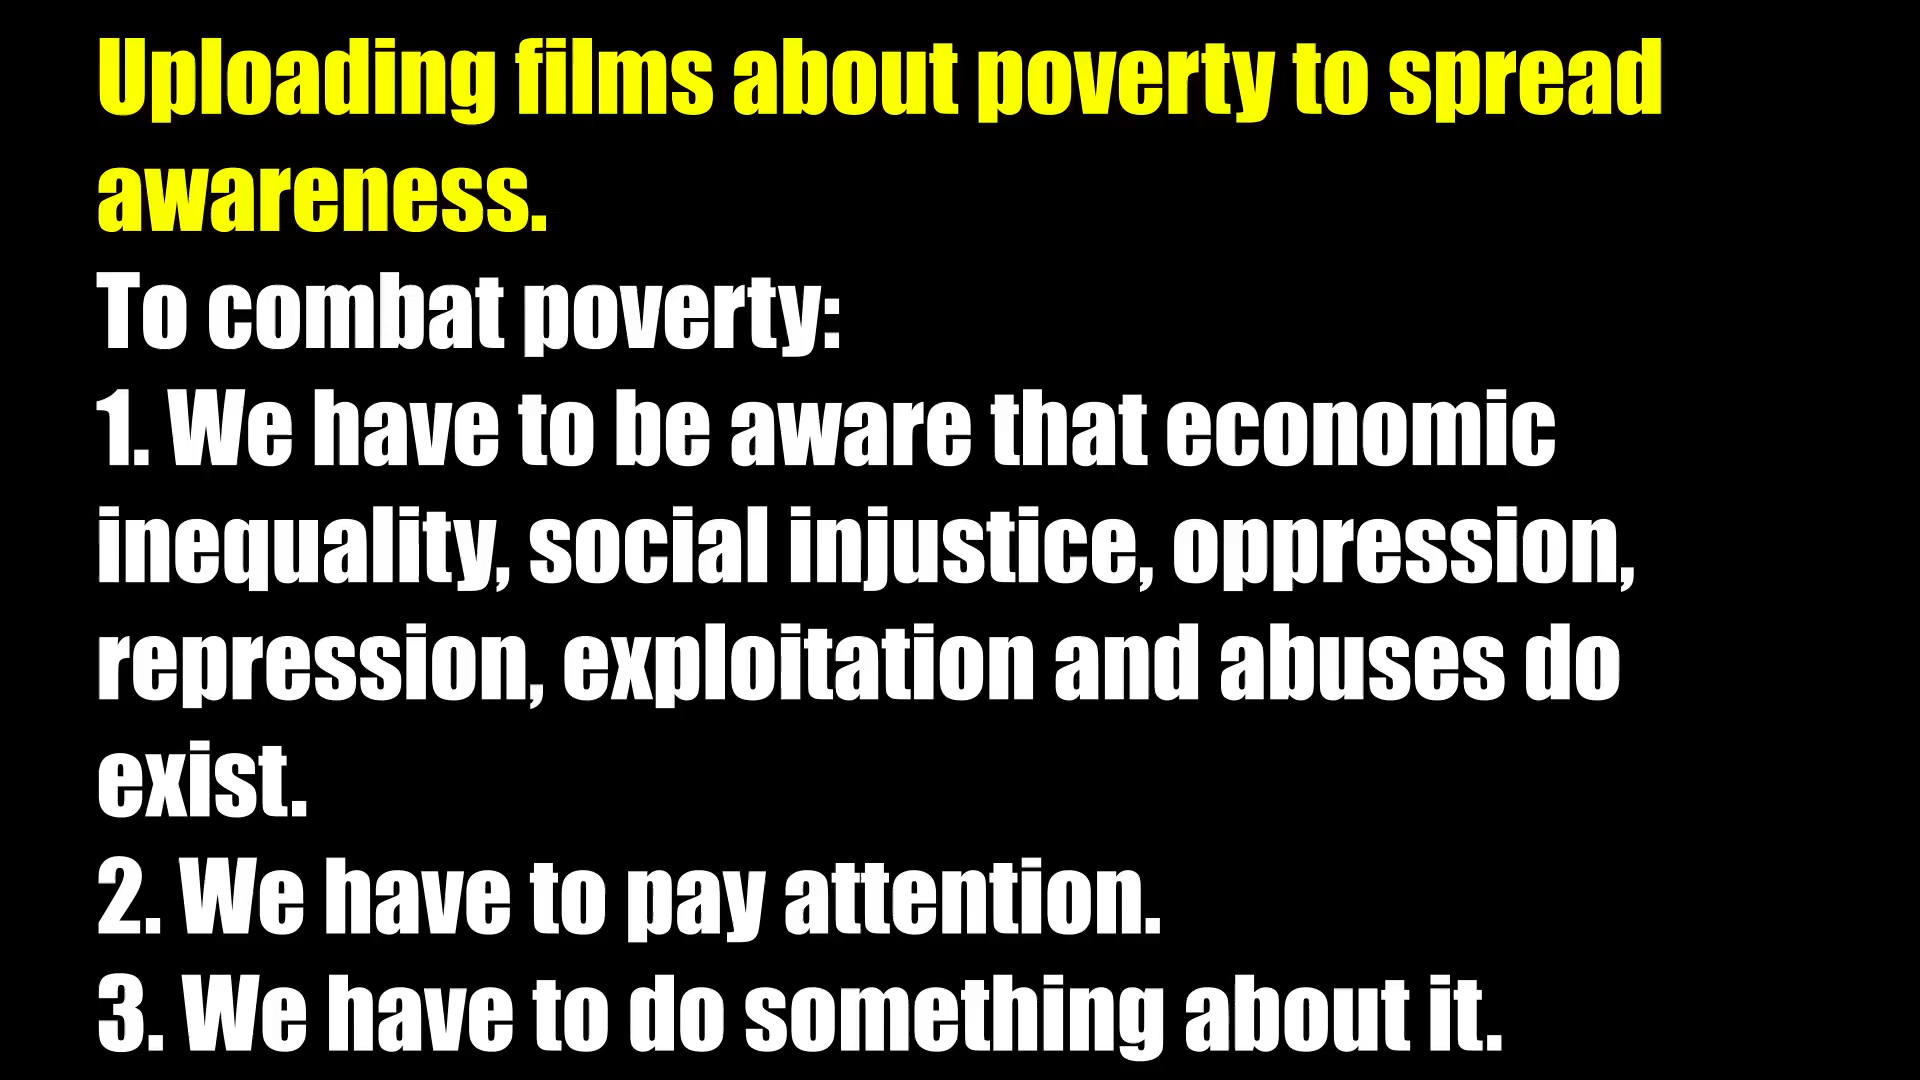 Uploading films about poverty to spread
awareness.
To combat poverty:
1. We have to be aware that economic
inequality, social injustice, oppression,
repression, exploitation and abuses do
exist.
2. We have to pay attention.
3. We have to do something about it.